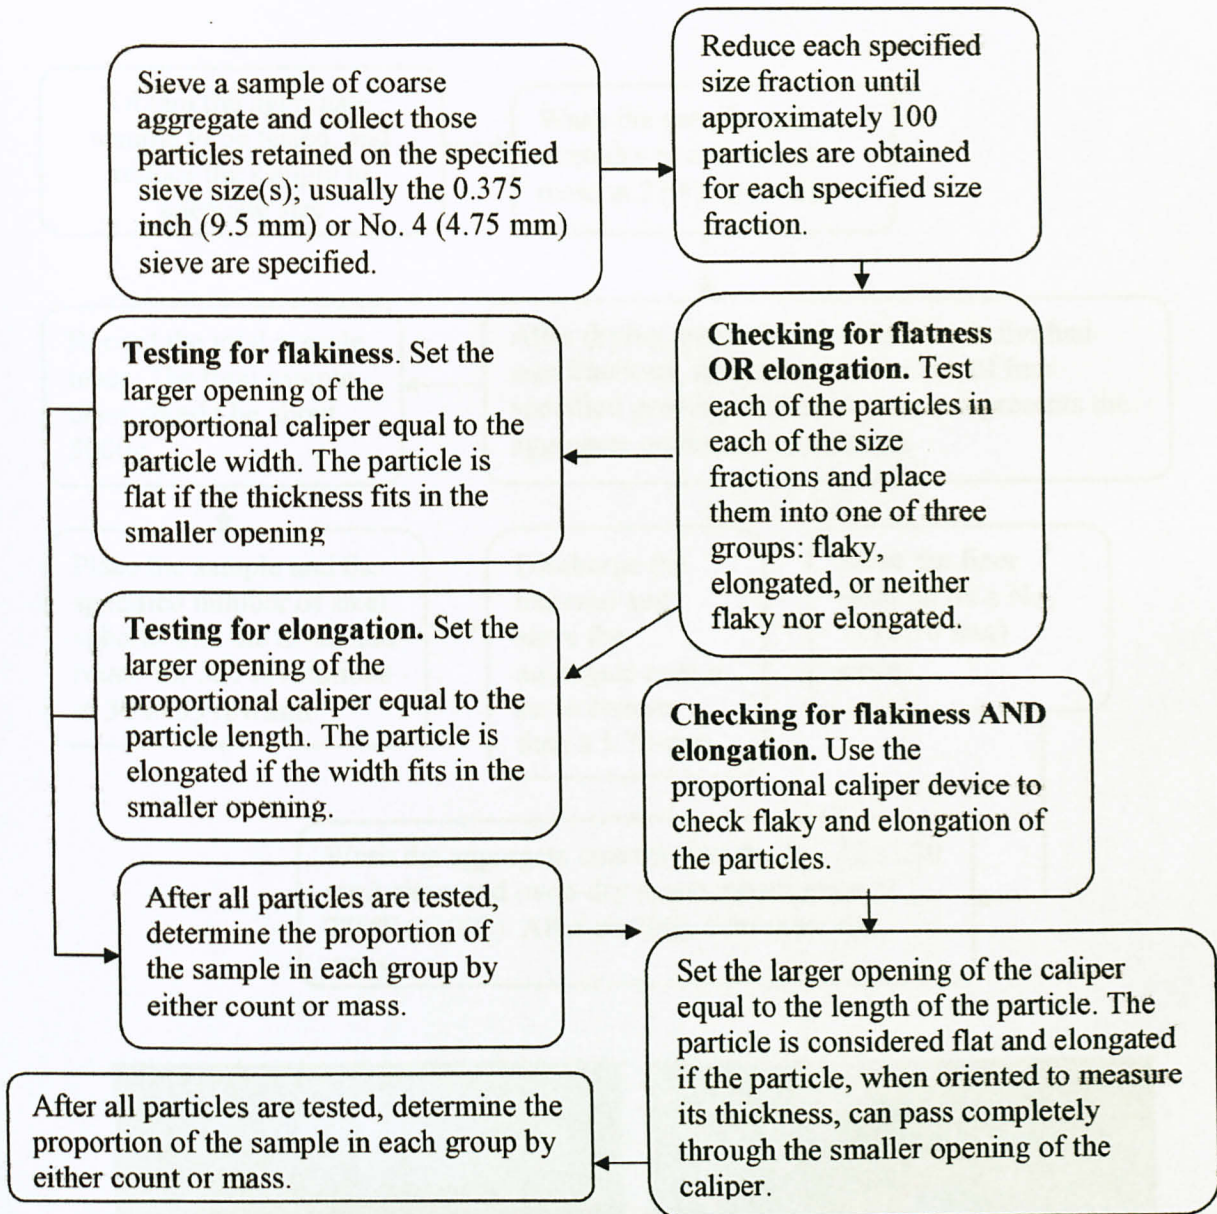 Sieve a sample of coarse
aggregate and collect those
particles retained on the specified
sieve size(s); usually the 0.375
inch (9.5 mm) or No. 4 (4.75 mm)
sieve are specified.
Reduce each specified
size fraction until
approximately 100
particles are obtained
for each specified size
fraction.
Checking for flatness
OR elongation. Test
each of the particles in
each of the size
fractions and place
them into one of three
groups: flaky,
elongated, or neither
flaky nor elongated.
Testing for flakiness. Set the
larger opening of the
proportional caliper equal to the
particle width. The particle is
flat if the thickness fits in the
smaller opening
Testing for elongation. Set the
larger opening of the
proportional caliper equal to the
particle length. The particle is
elongated if the width fits in the
smaller opening.
After all particles are tested,
determine the proportion of
the sample in each group by
either count or mass.
Checking for flakiness AND
elongation. Use the
proportional caliper device to
check flaky and elongation of
the particles.
Set the larger opening of the caliper
equal to the length of the particle. The
particle is considered flat and elongated
if the particle, when oriented to measure
its thickness, can pass completely
through the smaller opening of the
caliper.
After all particles are tested, determine the
proportion of the sample in each group by
either count or mass.